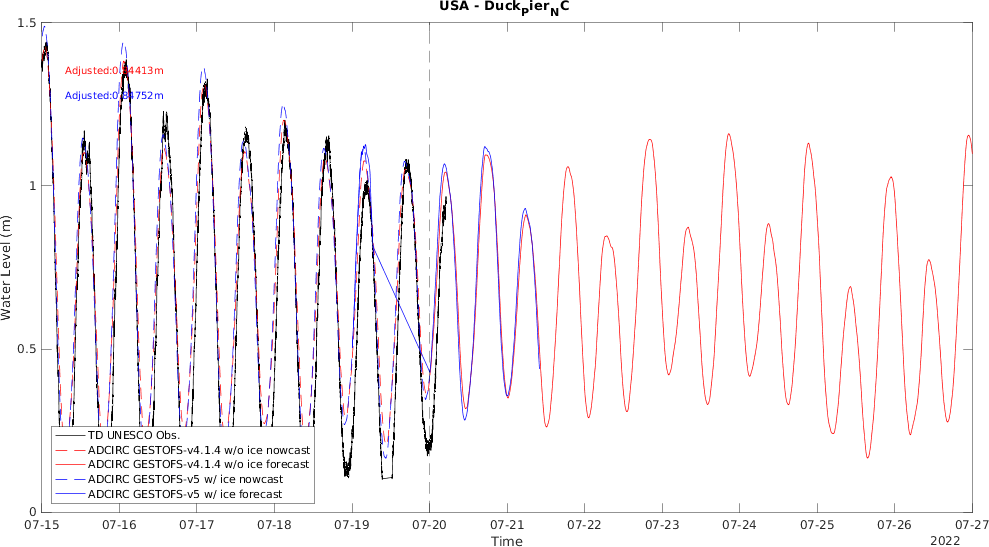 USA - DuckPierNC
1.5
Adjusted:0.84413m
Adjusted:0.84752m
1
Water Level (m)
0.5
TD UNESCO Obs.
ADCIRC GESTOFS-v4.1.4 w/o ice nowcast
ADCIRC GESTOFS-v4.1.4 w/o ice forecast
ADCIRC GESTOFS-v5 w/ ice nowcast
ADCIRC GESTOFS-v5 w/ ice forecast
0
07-15 07-16 07-17 07-18 07-19 07-20 07-21 07-22 07-23 07-24 07-25 07-26 07-27
Time
2022